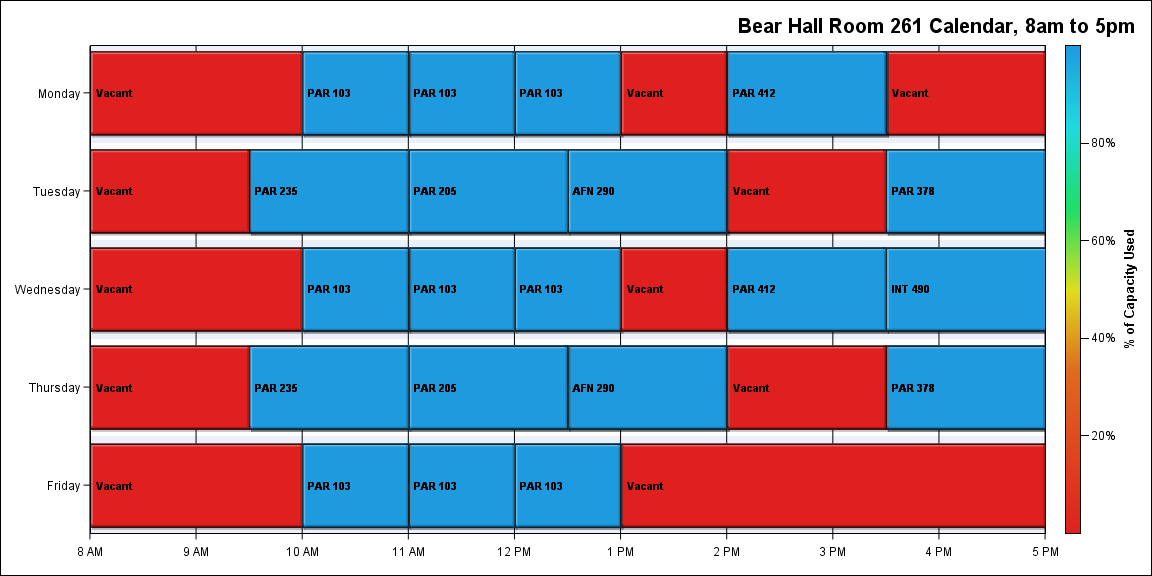 Bear Hall Room 261 Calendar, 8am to 5pm
Monday
Vacant
PAR 103
PAR 103
PAR 103
Vacant
PAR 412
Vacant
Tuesday
Vacant
PAR 235
PAR 205
AFN 290
Vacant
PAR 378
Wednesday
Vacant
PAR 103
PAR 103
PAR 103
Vacant
PAR 412
INT 490
Thursday
Vacant
PAR 235
PAR 205
AFN 290
Vacant
PAR 378
Friday
Vacant
PAR 103
PAR 103
PAR 103
Vacant
8 AM
9 AM
10 AM
11 AM
12 PM
1 PM
2 PM
3 PM
4 PM
5 PM
80%
60%
40%
20%
% of Capacity Used